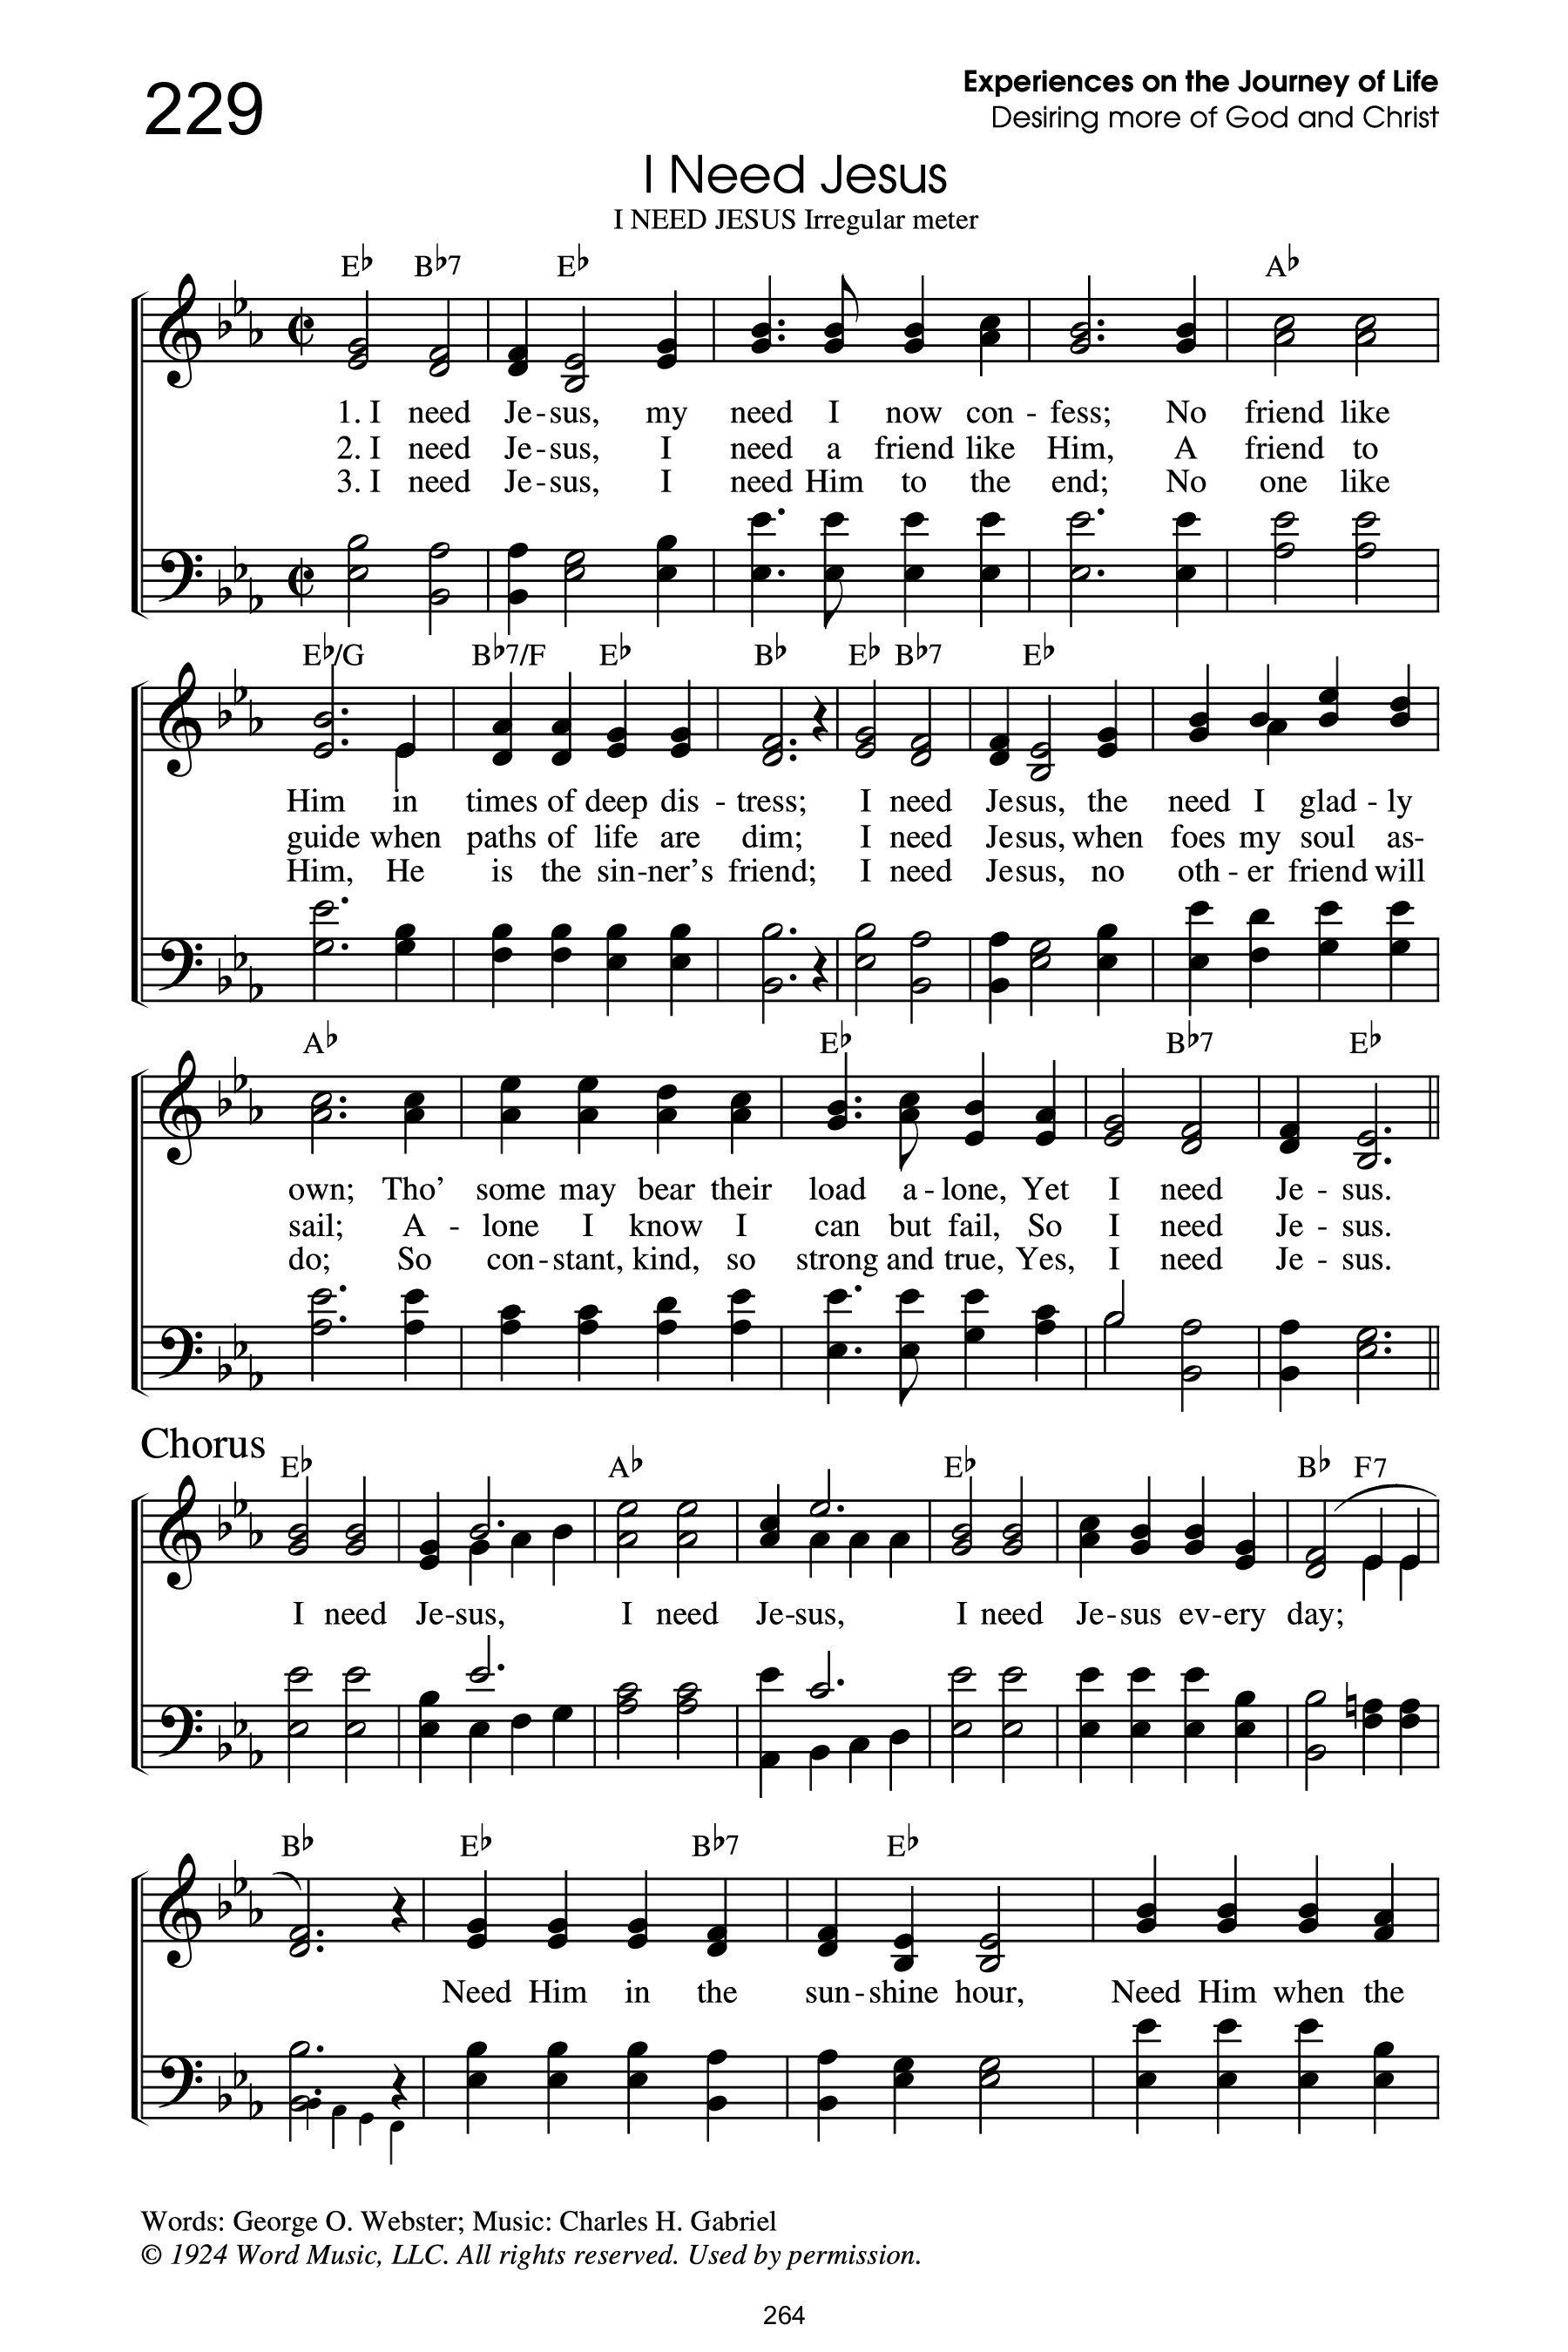 229
Experiences on the Journey of Life
Desiring more of God and Christ
I Need Jesus
I NEED JESUS Irregular meter
E♭ B♭7 E♭ A♭
1. I need Je - sus, my need I now con - fess; No friend like
2. I need Je - sus, I need a friend like Him, A friend to
3. I need Je - sus, I need Him to the end; No one like
E♭/G B♭7/F E♭ B♭ E♭ B♭7 E♭
Him in times of deep dis - tress; I need Jesus, the need I glad - ly
guide when paths of life are dim; I need Jesus, when foes my soul as-
Him, He is the sin - ner's friend; I need Jesus, no oth - er friend will
A♭ E♭ B♭7 E♭
own; Tho' some may bear their load a - lone, Yet I need Je - sus.
sail; A - lone I know I can but fail, So I need Je - sus.
do; So con - stant, kind, so strong and true, Yes, I need Je - sus.
Chorus
E♭ A♭ E♭ B♭ F7
I need Je - sus, I need Je - sus, I need Je - sus ev - ery day;
B♭ E♭ B♭7 E♭
Need Him in the sun - shine hour, Need Him when the
Words: George O. Webster; Music: Charles H. Gabriel
© 1924 Word Music, LLC. All rights reserved. Used by permission.
264